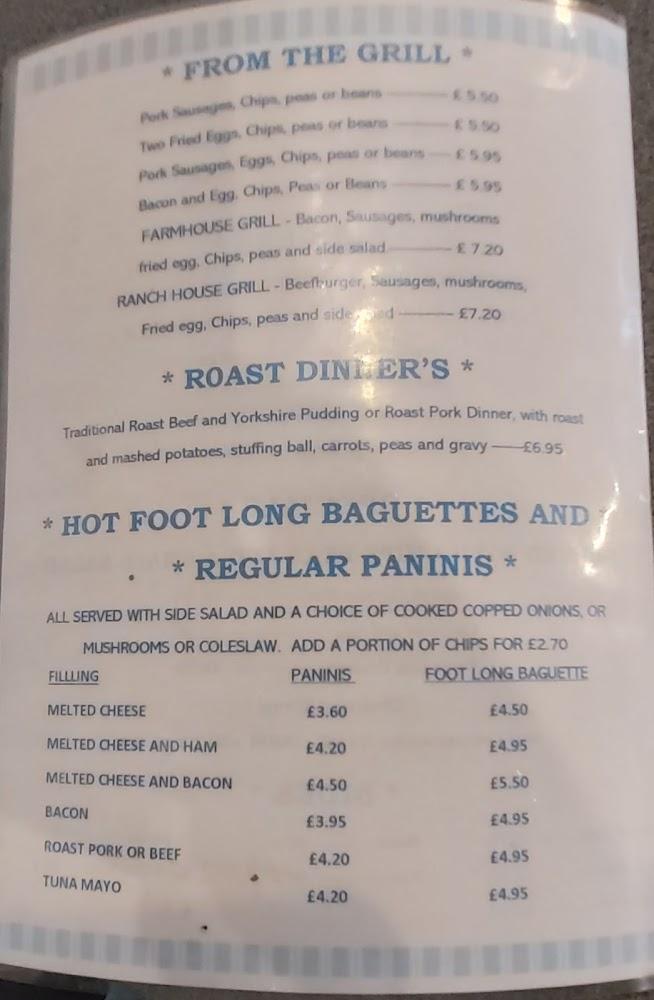 * FROM THE GRILL *
Pork Sausages, Chips, peas or beans £ 5.50
Two Fried Eggs, Chips, peas or beans £ 5.50
Pork Sausages, Eggs, Chips, peas or beans £ 5.95
Bacon and Egg, Chips, Peas or Beans £ 5.95
FARMHOUSE GRILL - Bacon, Sausages, mushrooms
fried egg, Chips, peas and side salad £ 7.20
RANCH HOUSE GRILL - Beefburger, Sausages, mushrooms,
Fried egg, Chips, peas and side £7.20
* ROAST DINNER'S *
Traditional Roast Beef and Yorkshire Pudding or Roast Pork Dinner, with roast
and mashed potatoes, stuffing ball, carrots, peas and gravy £6.95
* HOT FOOT LONG BAGUETTES AND *
* REGULAR PANINIS *
ALL SERVED WITH SIDE SALAD AND A CHOICE OF COOKED COPPED ONIONS, OR
MUSHROOMS OR COLESLAW. ADD A PORTION OF CHIPS FOR £2.70
FILLLING PANINIS FOOT LONG BAGUETTE
MELTED CHEESE £3.60 £4.50
MELTED CHEESE AND HAM £4.20 £4.95
MELTED CHEESE AND BACON £4.50 £5.50
BACON £3.95 £4.95
ROAST PORK OR BEEF £4.20 £4.95
TUNA MAYO £4.20 £4.95